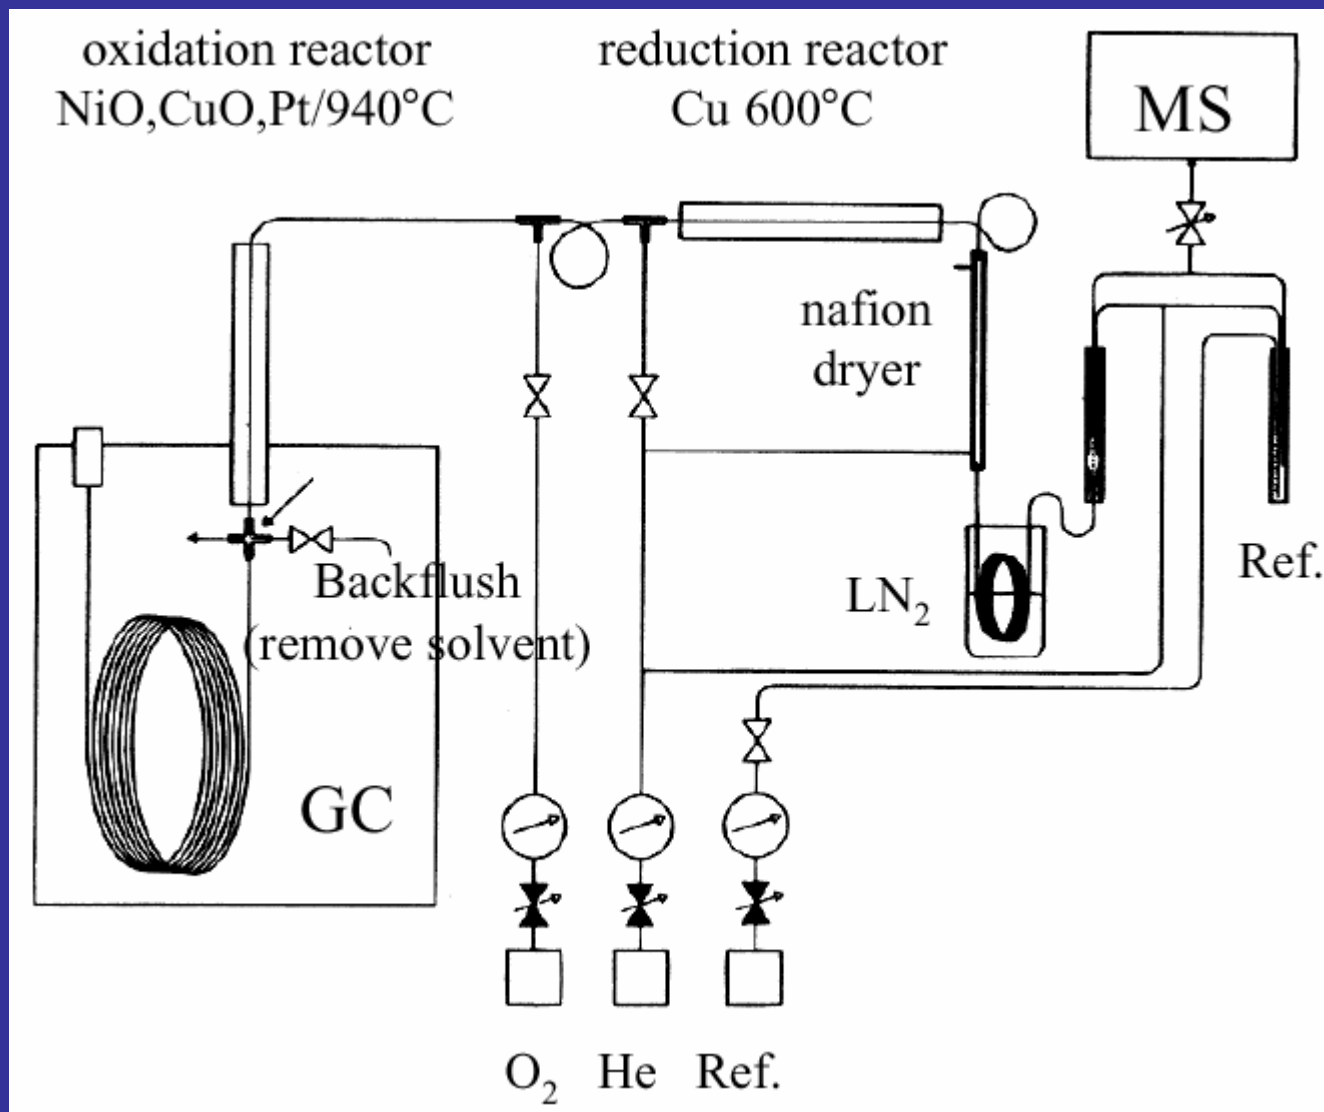 oxidation reactor
NiO,CuO,Pt/940°C
reduction reactor
Cu 600°C
MS
nafion
dryer
Backflush
(remove solvent)
LN₂
Ref.
GC
O₂
He
Ref.